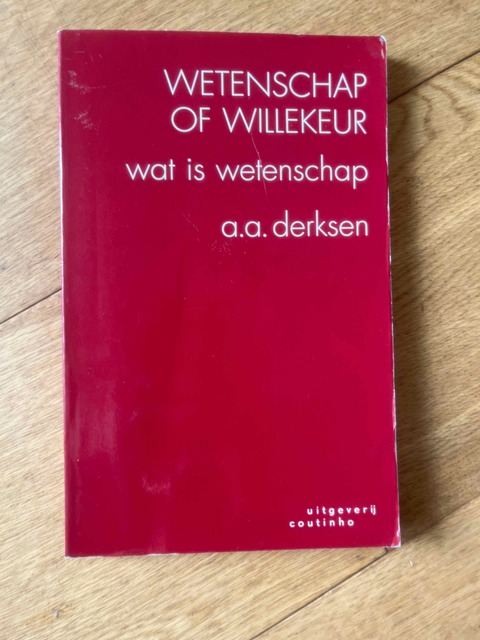 WETENSCHAP
OF WILLEKEUR
wat is wetenschap
a.a. derksen
uitgeverij
coutinho